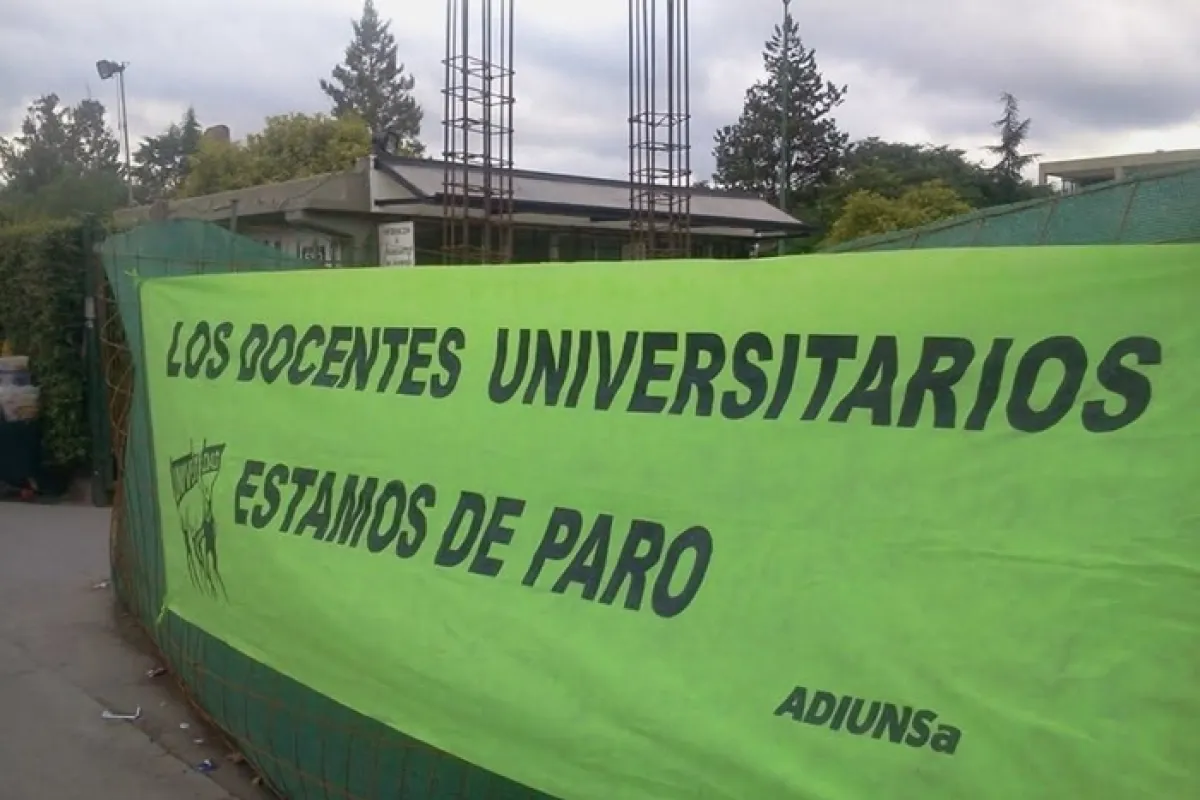 LOS DOCENTES UNIVERSITARIOS
ESTAMOS DE PARO
ADIUNSa